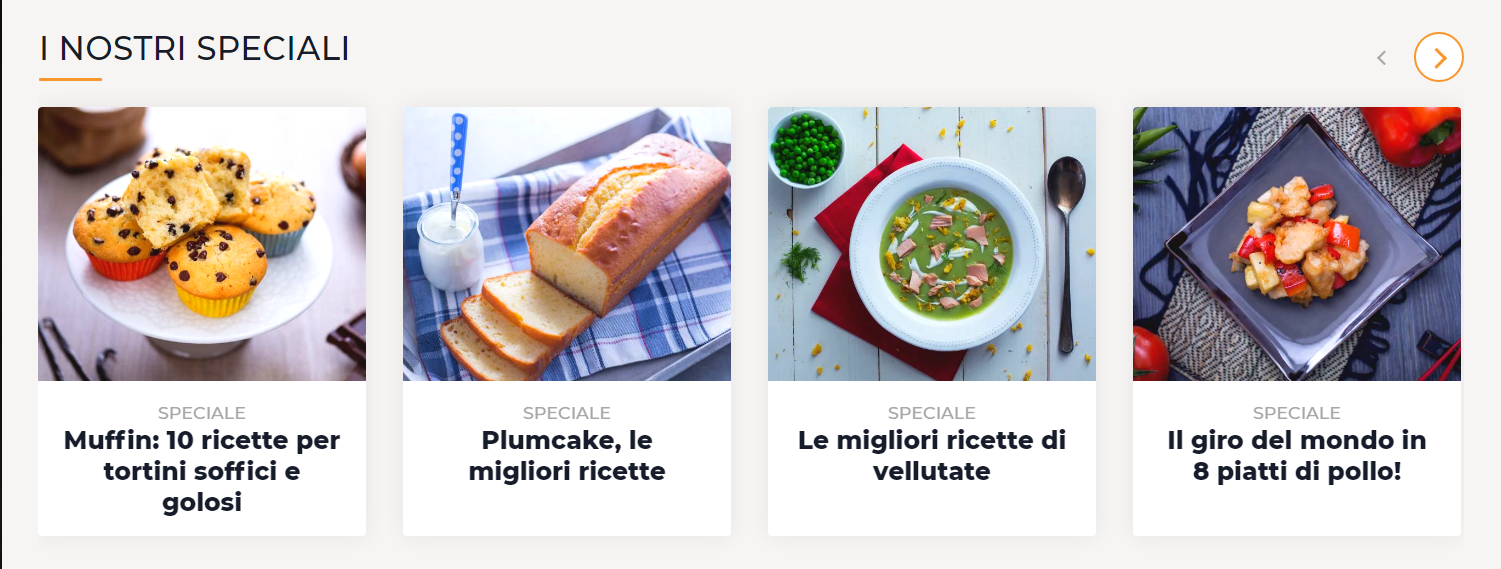 I NOSTRI SPECIALI
SPECIALE
Muffin: 10 ricette per
tortini soffici e
golosi
SPECIALE
Plumcake, le
migliori ricette
SPECIALE
Le migliori ricette di
vellutate
SPECIALE
Il giro del mondo in
8 piatti di pollo!